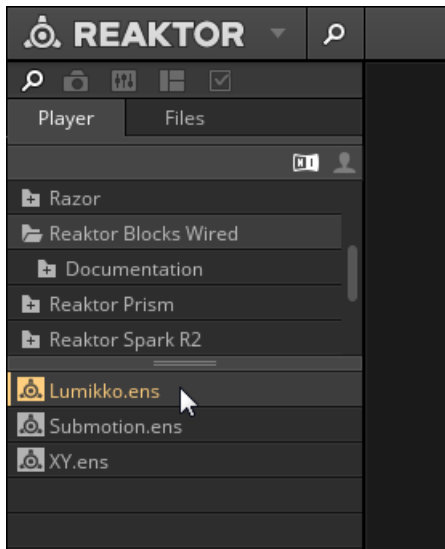 REAKTOR
Player Files
NI
Razor
Reaktor Blocks Wired
Documentation
Reaktor Prism
Reaktor Spark R2
Lumikko.ens
Submotion.ens
XY.ens